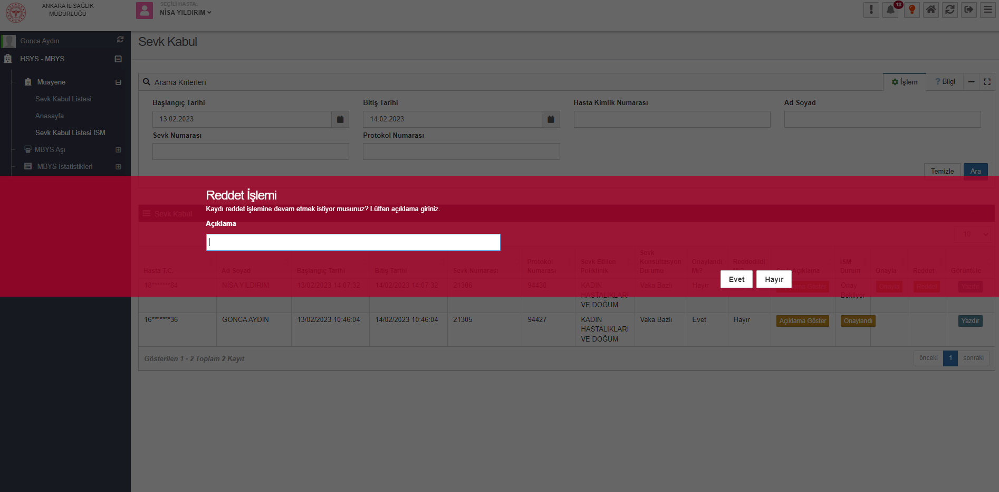 ANKARA İL SAĞLIK
MÜDÜRLÜĞÜ
SEÇİLİ HASTA:
NİSA YILDIRIM
13
Gonca Aydın
HSYS - MBYS
Muayene
Sevk Kabul Listesi
Anasayfa
Sevk Kabul Listesi İSM
MBYS Aşı
MBYS İstatistikleri
Sevk Kabul
Arama Kriterleri
İşlem
? Bilgi
Başlangıç Tarihi
Bitiş Tarihi
Hasta Kimlik Numarası
Ad Soyad
13.02.2023
14.02.2023
Sevk Numarası
Protokol Numarası
Temizle
Ara
Reddet İşlemi
Kaydı reddet işlemine devam etmek istiyor musunuz? Lütfen açıklama giriniz.
Açıklama
Evet
Hayır
Sevk Kabul
10
Hasta T.C.
Ad Soyad
Başlangıç Tarihi
Bitiş Tarihi
Sevk Numarası
Protokol
Numarası
Sevk Edilen
Poliklinik
Sevk
Konsültasyon
Durumu
Onaylandı
Mı?
Reddedildi
Açıklama
İSM
Durum
Onayla
Reddet
Görüntüle
18*******84
NİSA YILDIRIM
13/02/2023 14:07:32
14/02/2023 14:07:32
21306
94430
KADIN
HASTALIKLARI
VE DOĞUM
Vaka Bazlı
Hayır
Göster
Onay
Bekliyor
Onayla
Reddet
Yazdır
16*******36
GONCA AYDIN
13/02/2023 10:46:04
14/02/2023 10:46:04
21305
94427
KADIN
HASTALIKLARI
VE DOĞUM
Vaka Bazlı
Evet
Hayır
Açıklama Göster
Onaylandı
Yazdır
Gösterilen 1 - 2 Toplam 2 Kayıt
önceki
1
sonraki